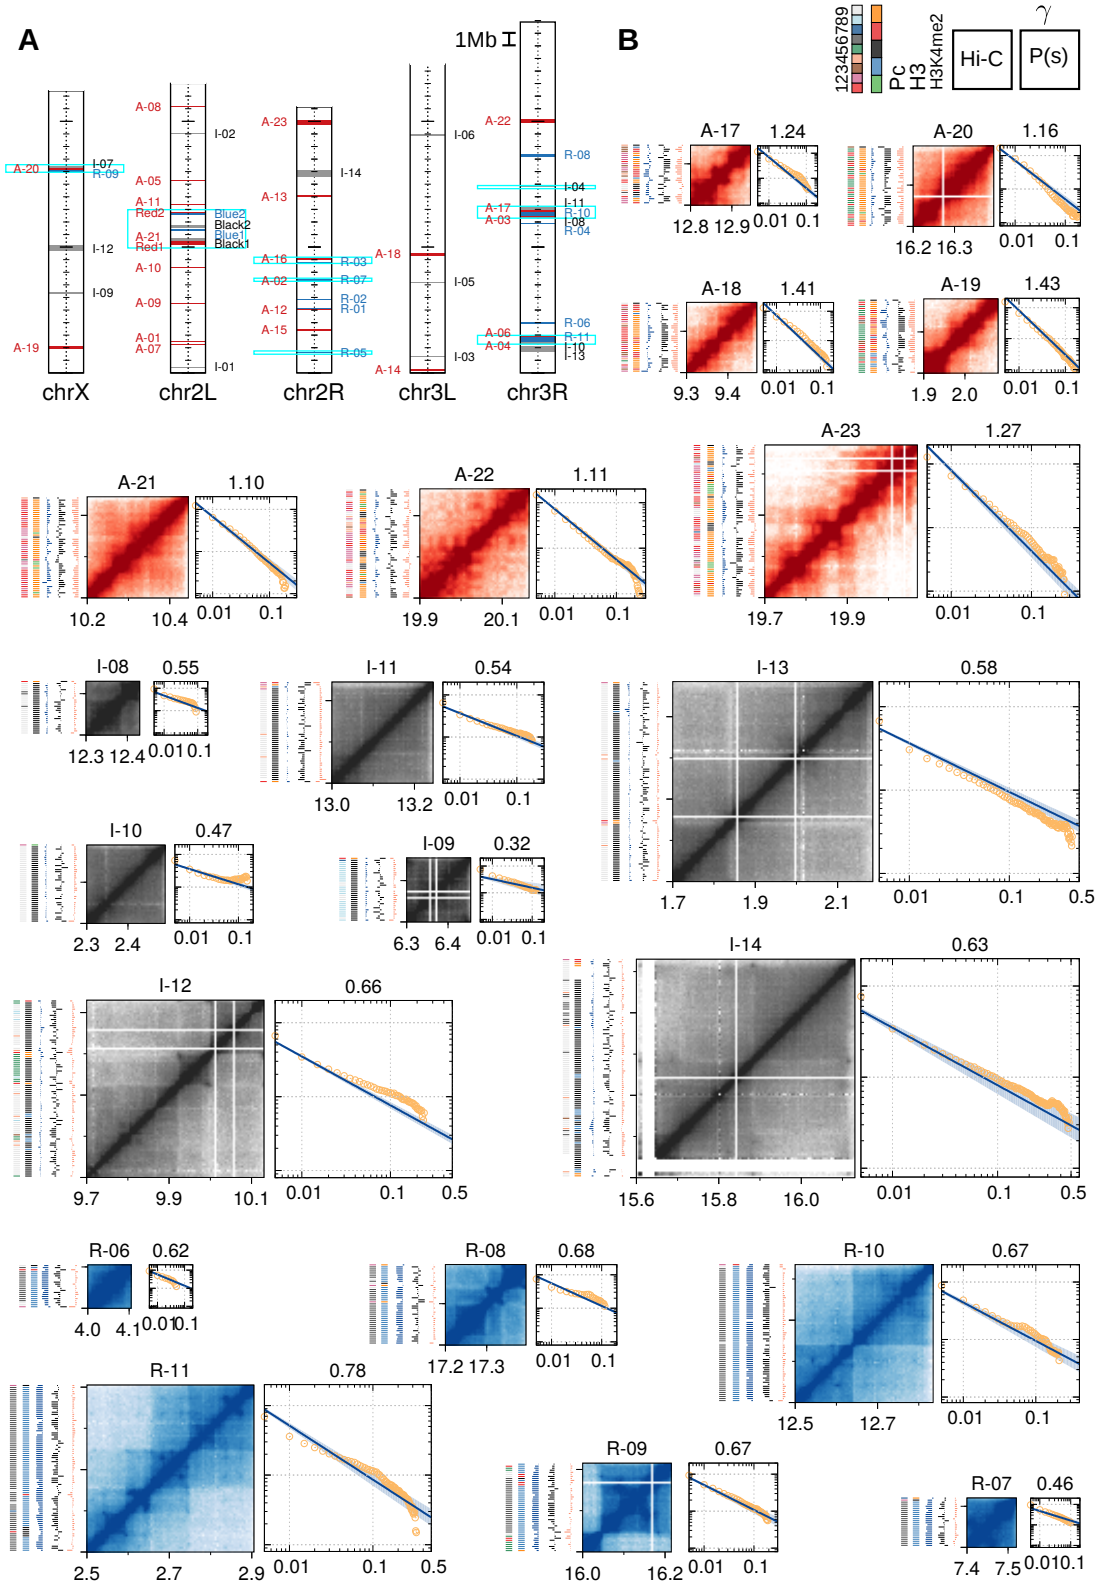 A
1Mb
B
123456789
Pc
H3
H3K4me2
Hi-C
γ
P(s)
A-20
I-07
R-09
I-12
I-09
A-19
chrX
A-08
I-02
A-05
A-11
Red2
Blue2
Black2
A-21
Blue1
Red1
Black1
A-10
A-09
A-01
A-07
I-01
chr2L
A-23
I-14
A-13
A-16
R-03
A-02
R-07
R-02
A-12
R-01
A-15
R-05
chr2R
I-06
A-18
I-05
I-03
A-14
chr3L
A-22
R-08
I-04
I-11
A-17
R-10
A-03
I-08
R-04
R-06
A-06
R-11
A-04
I-10
I-13
chr3R
A-17 1.24
12.8 12.9 0.01 0.1
A-20 1.16
16.2 16.3 0.01 0.1
A-18 1.41
9.3 9.4 0.01 0.1
A-19 1.43
1.9 2.0 0.01 0.1
A-21 1.10
10.2 10.4 0.01 0.1
A-22 1.11
19.9 20.1 0.01 0.1
A-23 1.27
19.7 19.9 0.01 0.1
I-08 0.55
12.3 12.4 0.01 0.1
I-11 0.54
13.0 13.2 0.01 0.1
I-13 0.58
1.7 1.9 2.1 0.01 0.1 0.5
I-10 0.47
2.3 2.4 0.01 0.1
I-09 0.32
6.3 6.4 0.01 0.1
I-12 0.66
9.7 9.9 10.1 0.01 0.1 0.5
I-14 0.63
15.6 15.8 16.0 0.01 0.1 0.5
R-06 0.62
4.0 4.1 0.01 0.1
R-08 0.68
17.2 17.3 0.01 0.1
R-10 0.67
12.5 12.7 0.01 0.1
R-11 0.78
2.5 2.7 2.9 0.01 0.1 0.5
R-09 0.67
16.0 16.2 0.01 0.1
R-07 0.46
7.4 7.5 0.01 0.1